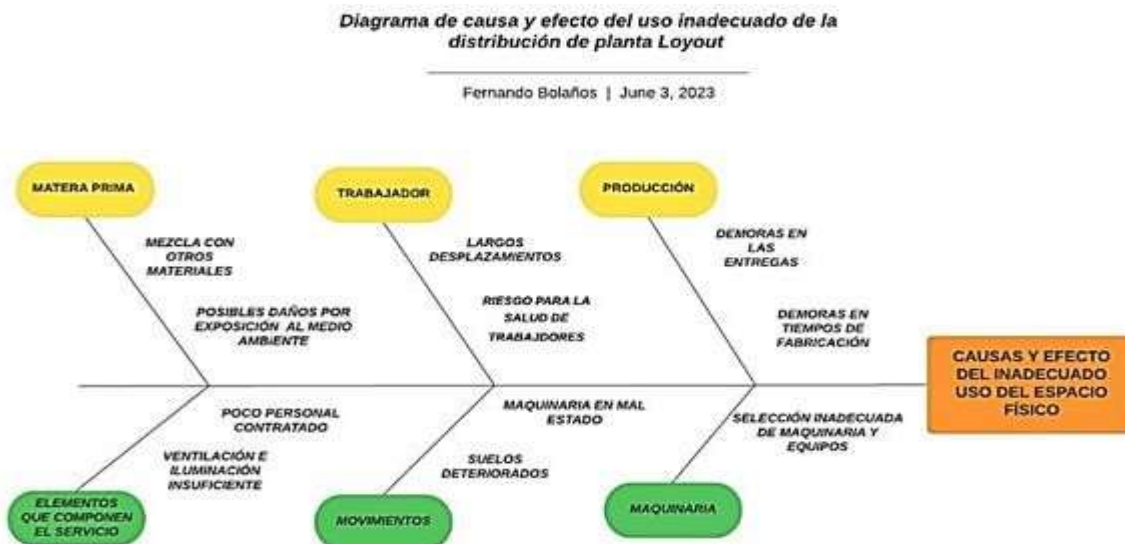 Diagrama de causa y efecto del uso inadecuado de la
distribución de planta Loyout
Fernando Bolaños | June 3, 2023
MATERA PRIMA
TRABAJADOR
PRODUCCIÓN
MEZCLA CON
OTROS
MATERIALES
POSIBLES DAÑOS POR
EXPOSICIÓN AL MEDIO
AMBIENTE
LARGOS
DESPLAZAMIENTOS
RIESGO PARA LA
SALUD DE
TRABAJDORES
DEMORAS EN
LAS
ENTREGAS
DEMORAS EN
TIEMPOS DE
FABRICACIÓN
CAUSAS Y EFECTO
DEL INADECUADO
USO DEL ESPACIO
FÍSICO
POCO PERSONAL
CONTRATADO
VENTILACIÓN E
ILUMINACIÓN
INSUFICIENTE
MAQUINARIA EN MAL
ESTADO
SUELOS
DETERIORADOS
SELECCIÓN INADECUADA
DE MAQUINARIA Y
EQUIPOS
ELEMENTOS
QUE COMPONEN
EL SERVICIO
MOVIMIENTOS
MAQUINARIA